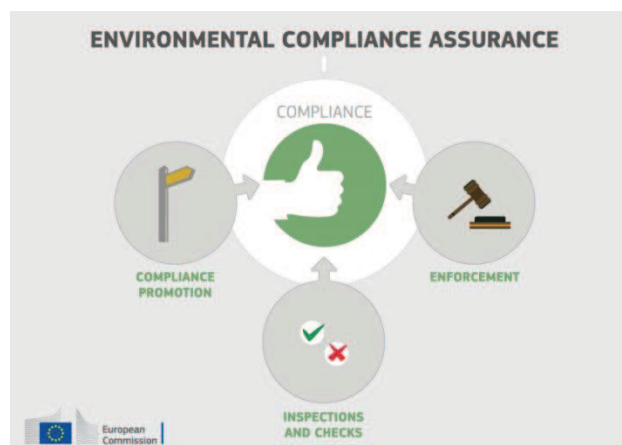 ENVIRONMENTAL COMPLIANCE ASSURANCE
COMPLIANCE
COMPLIANCE
PROMOTION
ENFORCEMENT
INSPECTIONS
AND CHECKS
European
Commission